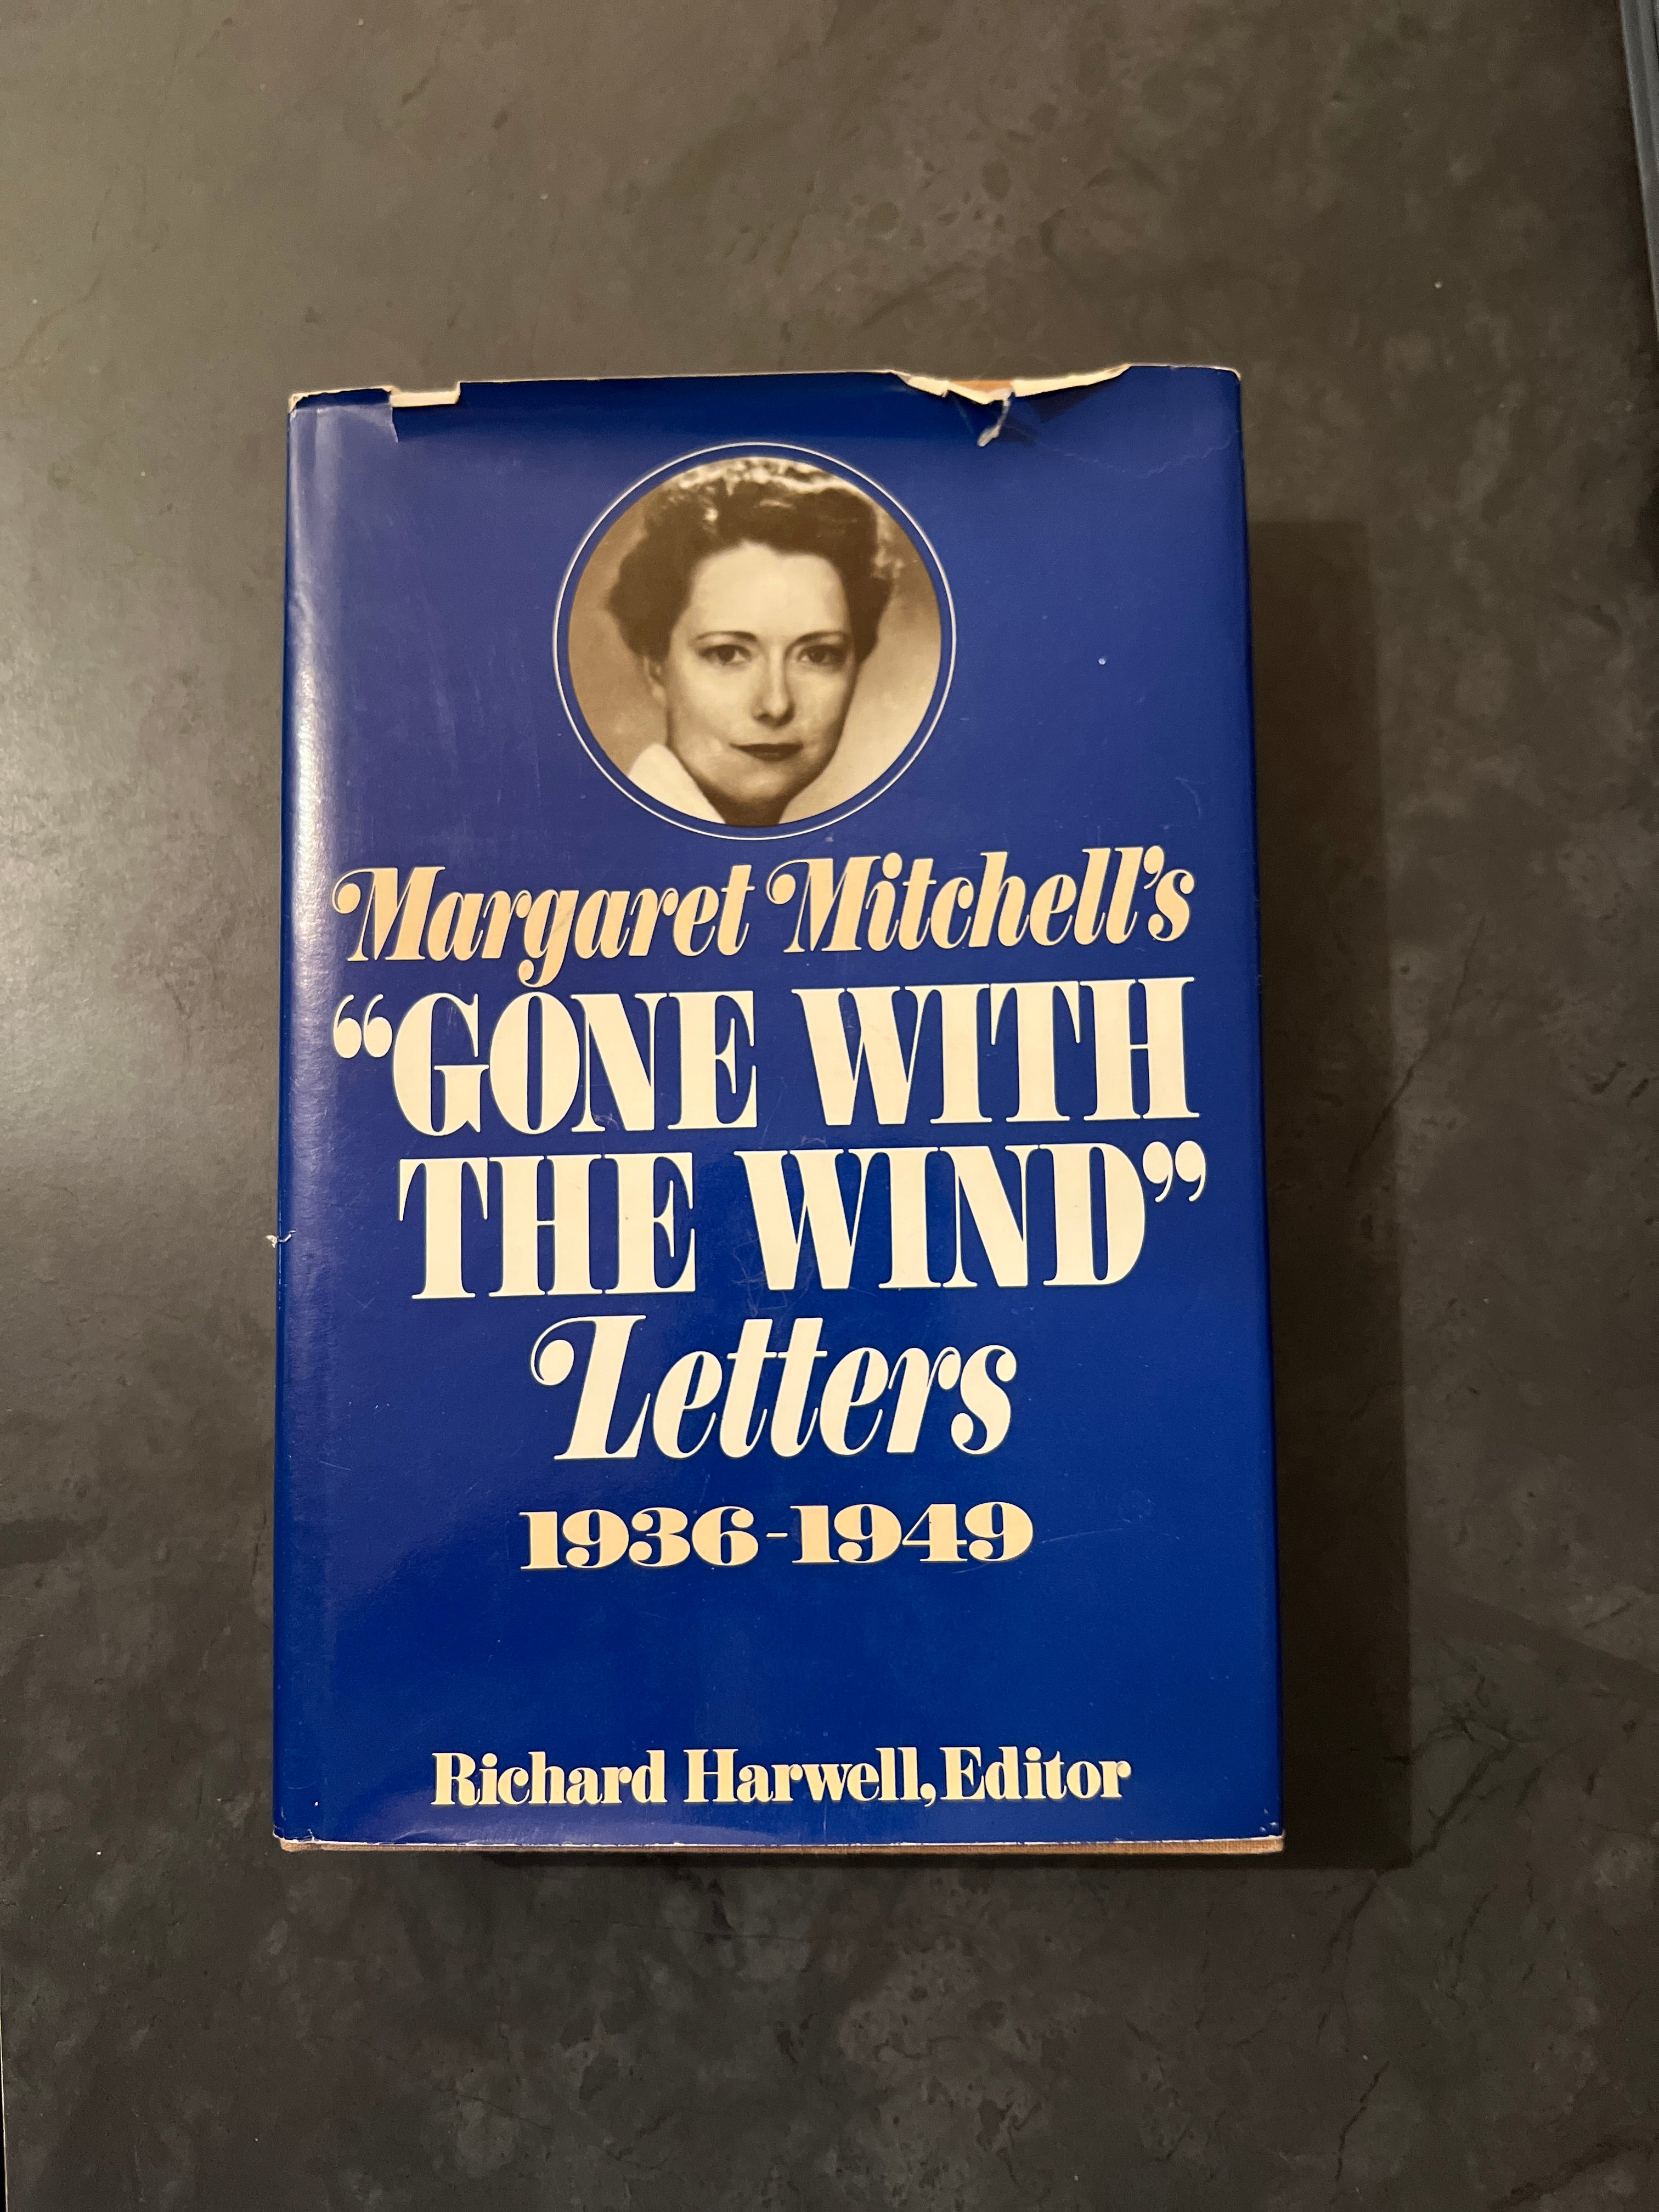 Margaret Mitchell’s
“GONE WITH
THE WIND”
Letters
1936-1949
Richard Harwell, Editor